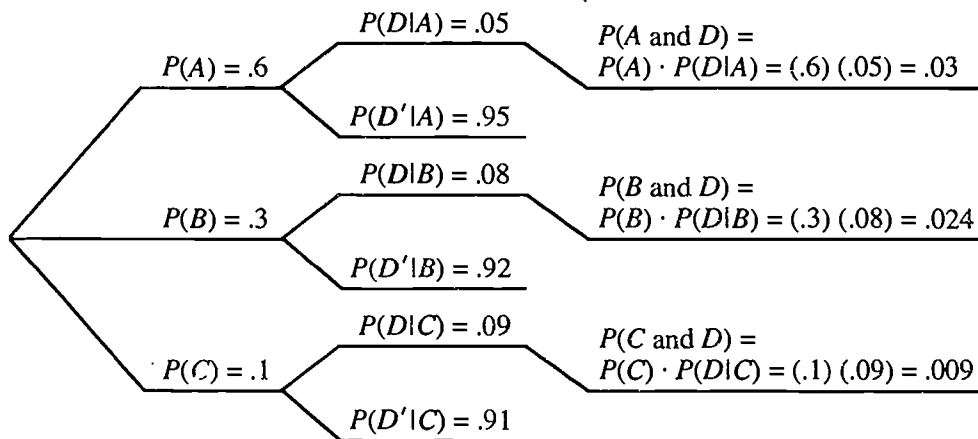 P(D|A) = .05
P(A and D) =
P(A) = .6
P(A) · P(D|A) = (.6) (.05) = .03
P(D'|A) = .95
P(D|B) = .08
P(B and D) =
P(B) = .3
P(B) · P(D|B) = (.3) (.08) = .024
P(D'|B) = .92
P(D|C) = .09
P(C and D) =
P(C) = .1
P(C) · P(D|C) = (.1) (.09) = .009
P(D'|C) = .91